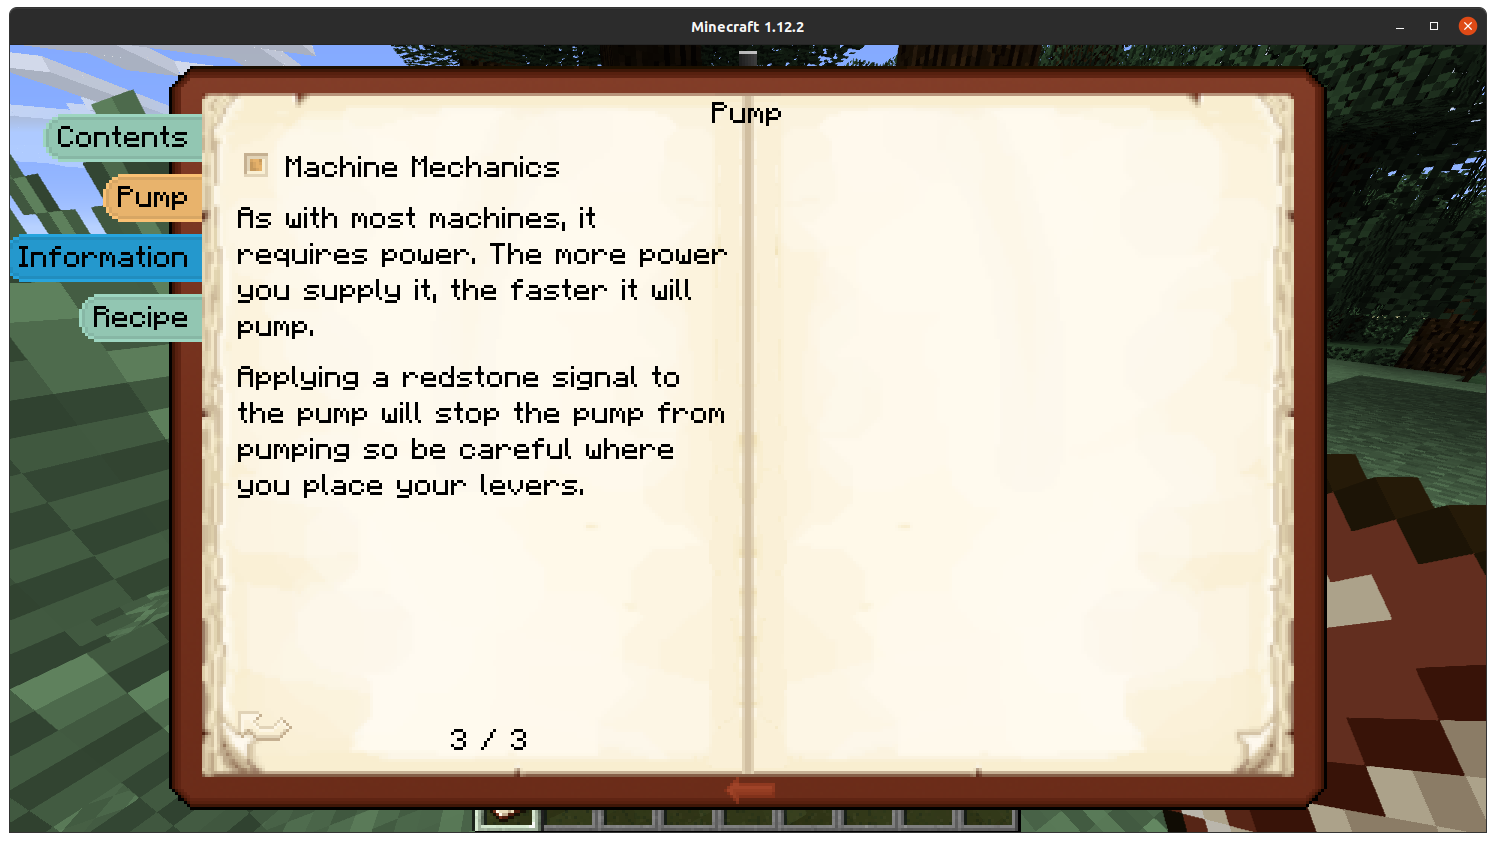 Minecraft 1.12.2
Pump
Contents
Pump
Information
Recipe
Machine Mechanics
As with most machines, it
requires power. The more power
you supply it, the faster it will
pump.
Applying a redstone signal to
the pump will stop the pump from
pumping so be careful where
you place your levers.
3 / 3